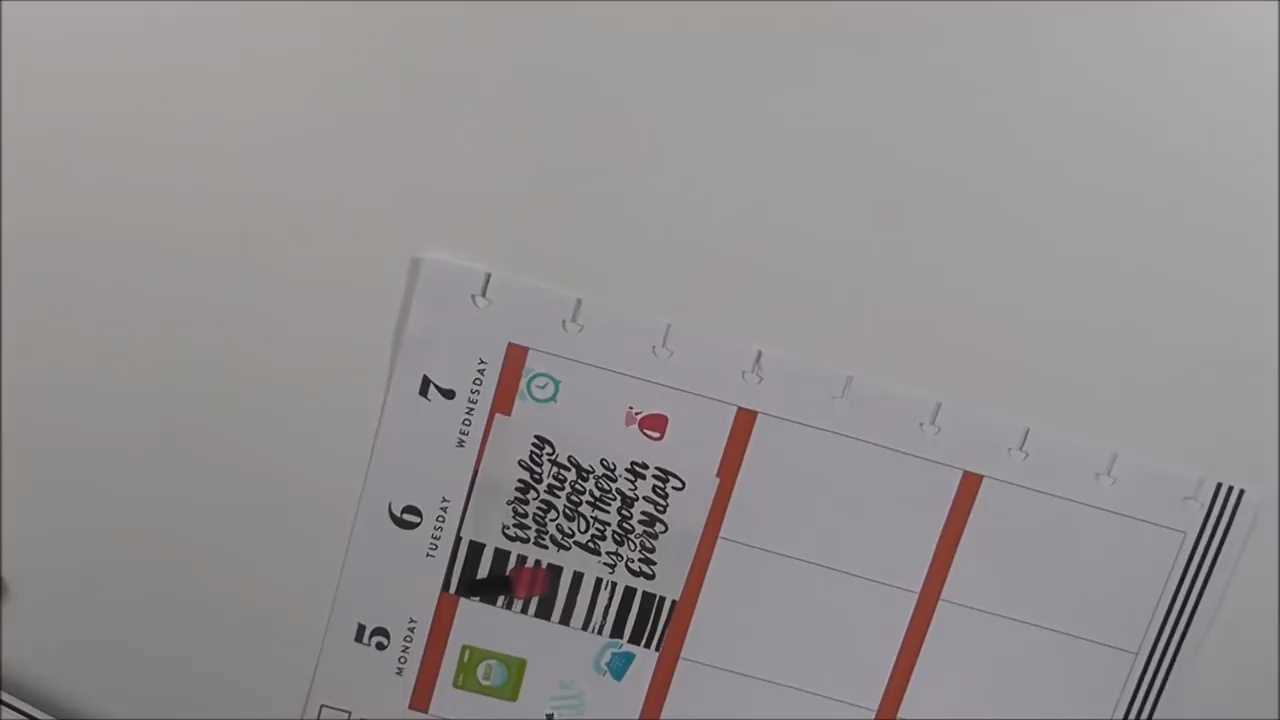 5
MONDAY
6
TUESDAY
7
WEDNESDAY
Everyday
may not
be good
but there
is good in
Everyday